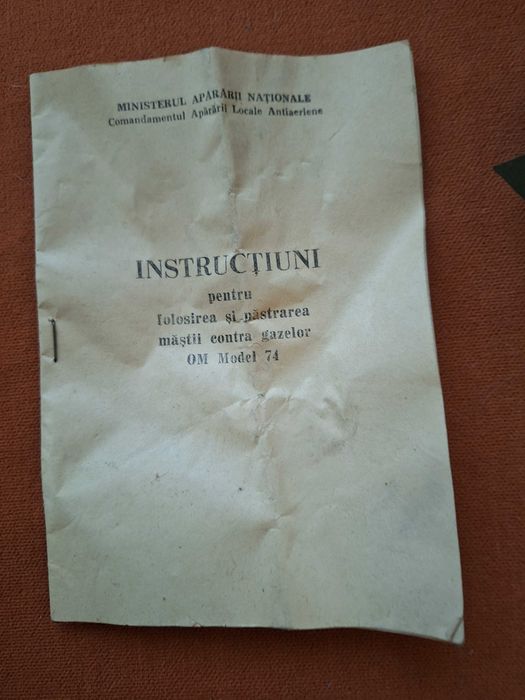 MINISTERUL APĂRĂRII NAȚIONALE
Comandamentul Apărării Locale Antiaeriene
INSTRUCȚIUNI
pentru
folosirea și păstrarea
măștii contra gazelor
OM Model 74